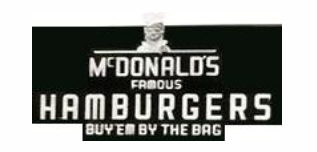 McDONALD'S
FAMOUS
HAMBURGERS
BUY'EM BY THE BAG